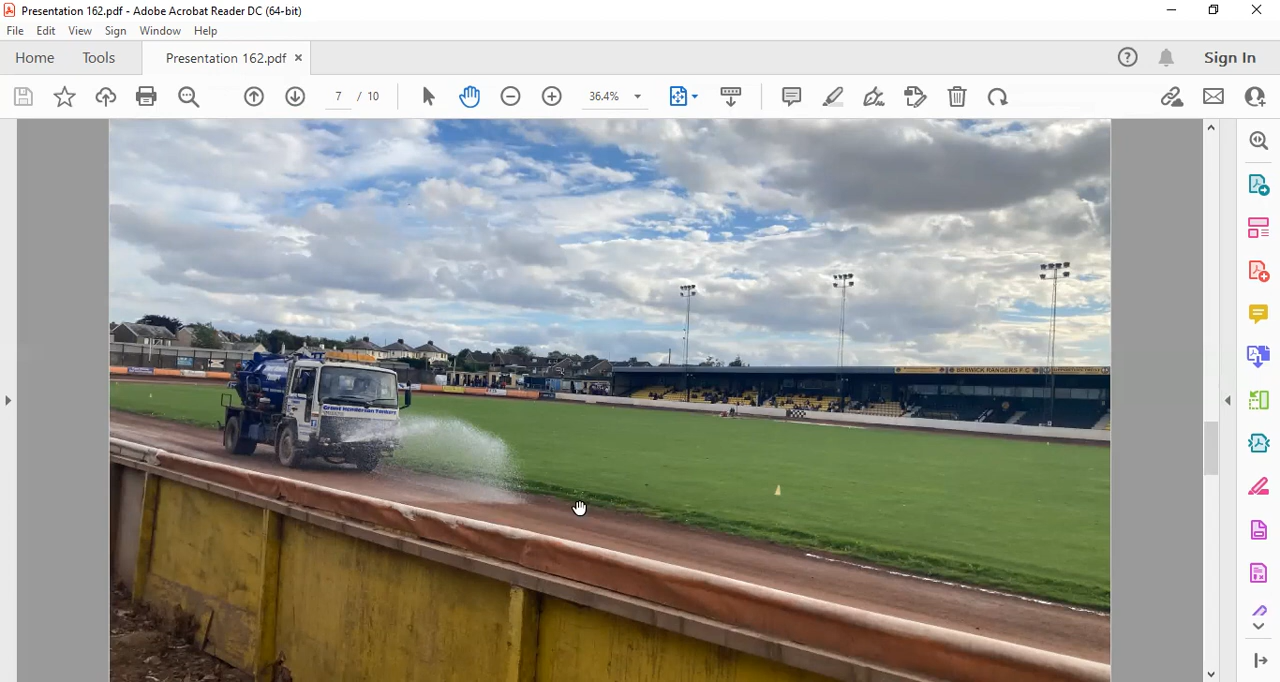 Presentation 162.pdf - Adobe Acrobat Reader DC (64-bit)
File Edit View Sign Window Help
Home Tools Presentation 162.pdf × Sign In
7 / 10 36.4%
BERWICK RANGERS F.C